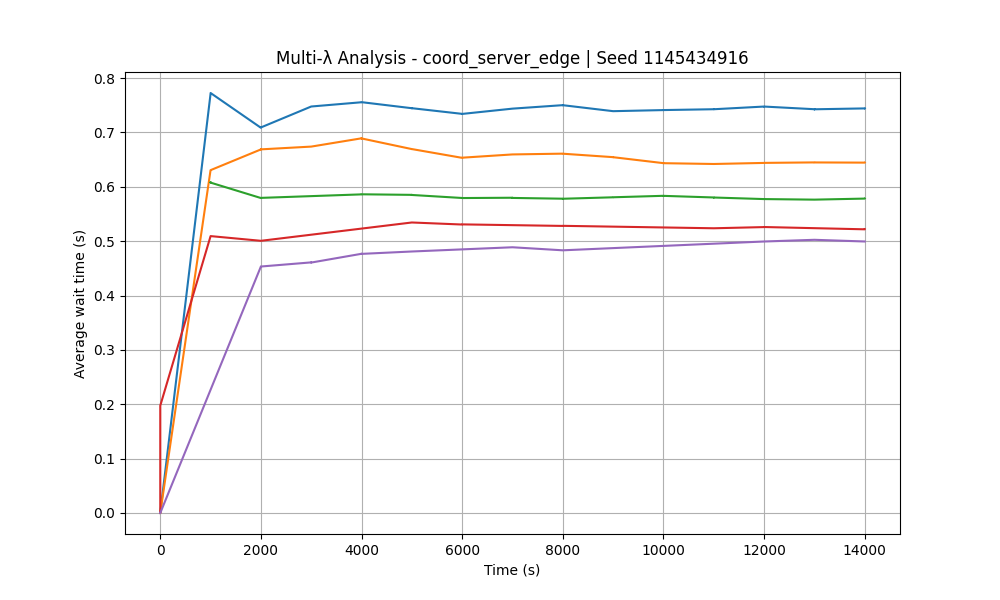 Multi-λ Analysis - coord_server_edge | Seed 1145434916
Average wait time (s)
0.8
0.7
0.6
0.5
0.4
0.3
0.2
0.1
0.0
0 2000 4000 6000 8000 10000 12000 14000
Time (s)